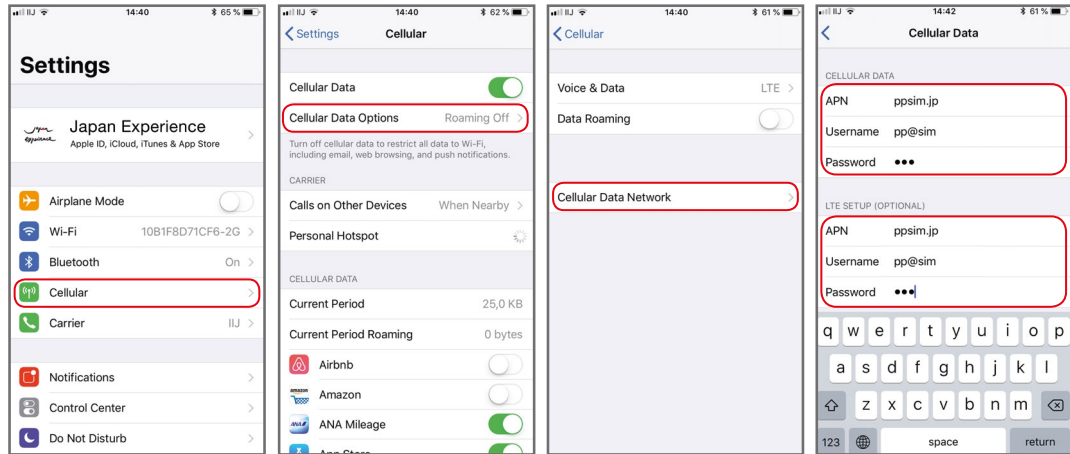 IIJ 14:40 65 %
Settings
Japan Experience
Japan Experience
Apple ID, iCloud, iTunes & App Store
Airplane Mode
Wi-Fi 10B1F8D71CF6-2G
Bluetooth On
Cellular
Carrier IIJ
Notifications
Control Center
Do Not Disturb
IIJ 14:40 62 %
Settings Cellular
Cellular Data
Cellular Data Options Roaming Off
Turn off cellular data to restrict all data to Wi-Fi,
including email, web browsing, and push notifications.
CARRIER
Calls on Other Devices When Nearby
Personal Hotspot
CELLULAR DATA
Current Period 25,0 KB
Current Period Roaming 0 bytes
Airbnb
amazon
Amazon
ANA ANA Mileage
App Store
IIJ 14:40 61 %
Cellular
Voice & Data LTE
Data Roaming
Cellular Data Network
IIJ 14:42 61 %
Cellular Data
CELLULAR DATA
APN ppsim.jp
Username pp@sim
Password •••
LTE SETUP (OPTIONAL)
APN ppsim.jp
Username pp@sim
Password •••
q w e r t y u i o p
a s d f g h j k l
z x c v b n m
123 space return